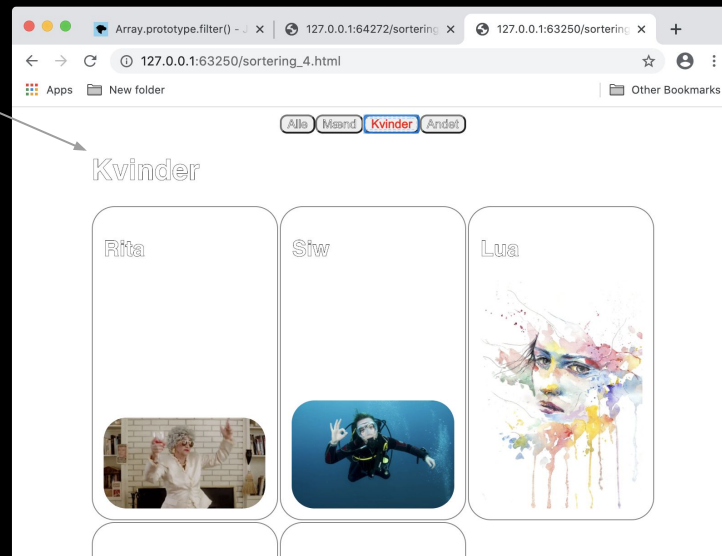 Array.prototype.filter() - J
127.0.0.1:64272/sortering
127.0.0.1:63250/sortering
127.0.0.1:63250/sortering_4.html
Apps New folder Other Bookmarks
Alle Mænd Kvinder Andet
Kvinder
Rita Siw Lua